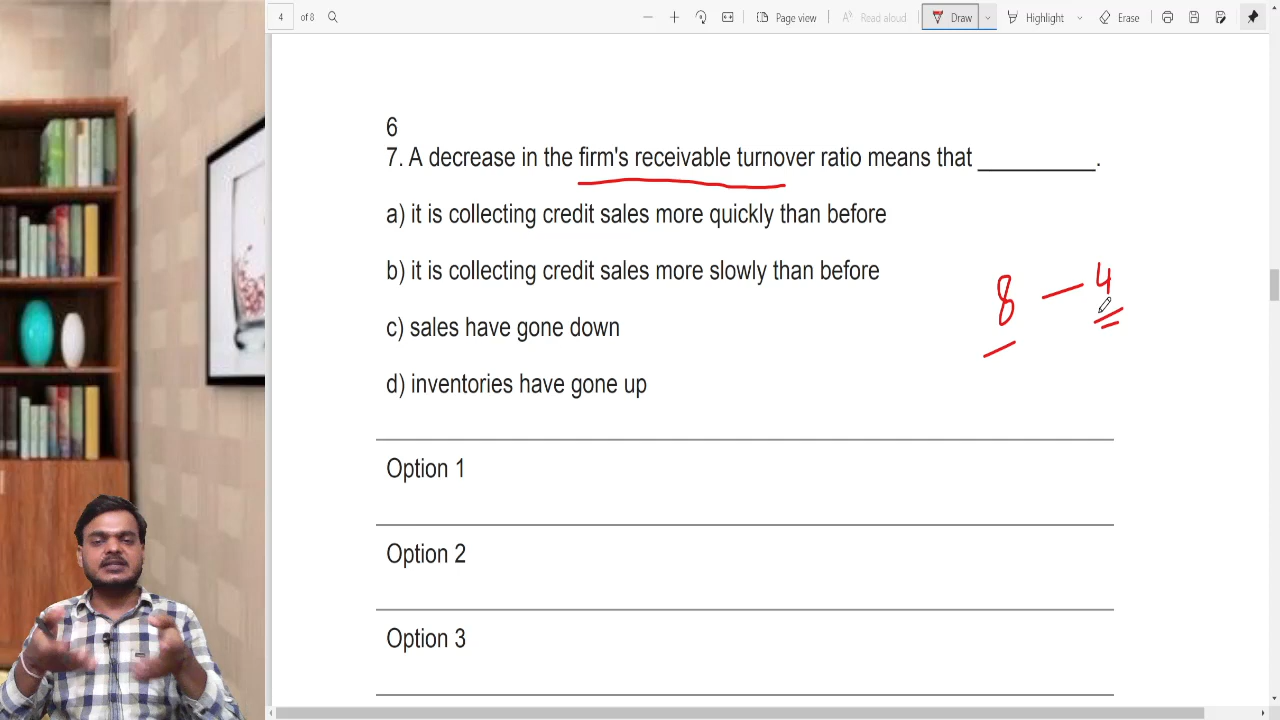 4 of 8 Page view Read aloud Draw Highlight Erase
6
7. A decrease in the firm's receivable turnover ratio means that __________.
a) it is collecting credit sales more quickly than before
b) it is collecting credit sales more slowly than before
8 — 4
c) sales have gone down
d) inventories have gone up
Option 1
Option 2
Option 3